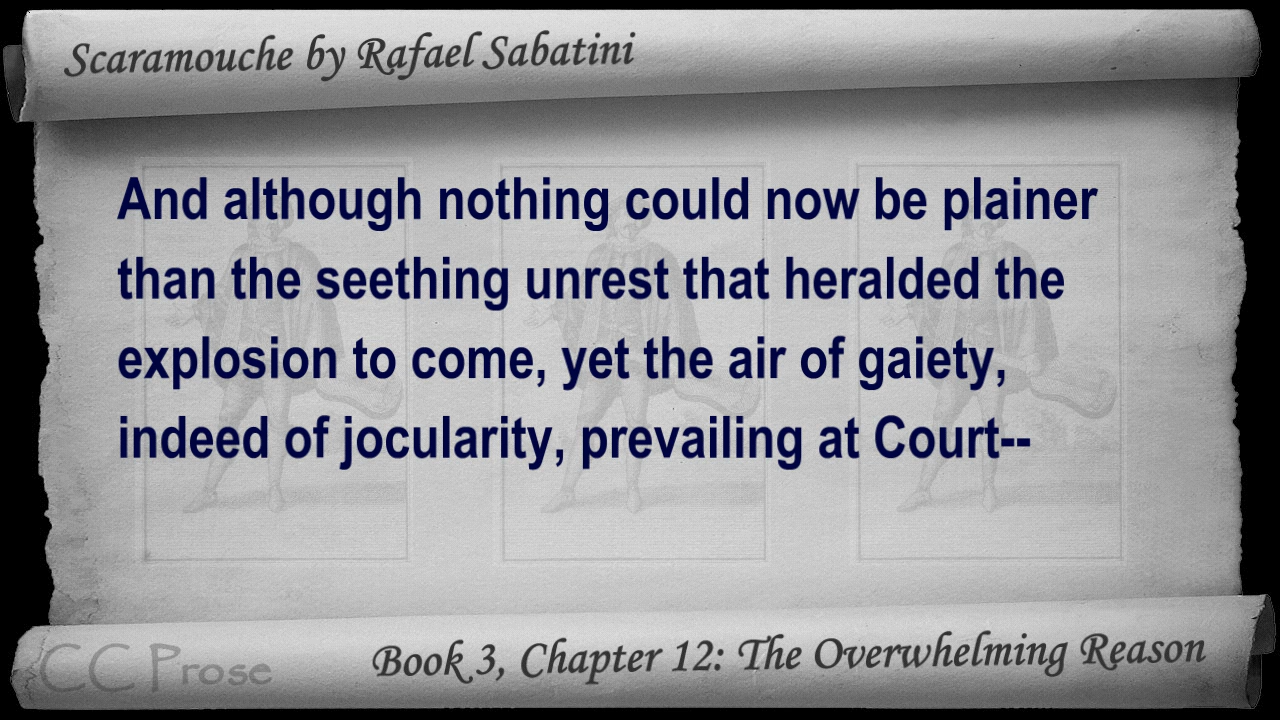 Scaramouche by Rafael Sabatini
And although nothing could now be plainer
than the seething unrest that heralded the
explosion to come, yet the air of gaiety,
indeed of jocularity, prevailing at Court--
CC Prose
Book 3, Chapter 12: The Overwhelming Reason